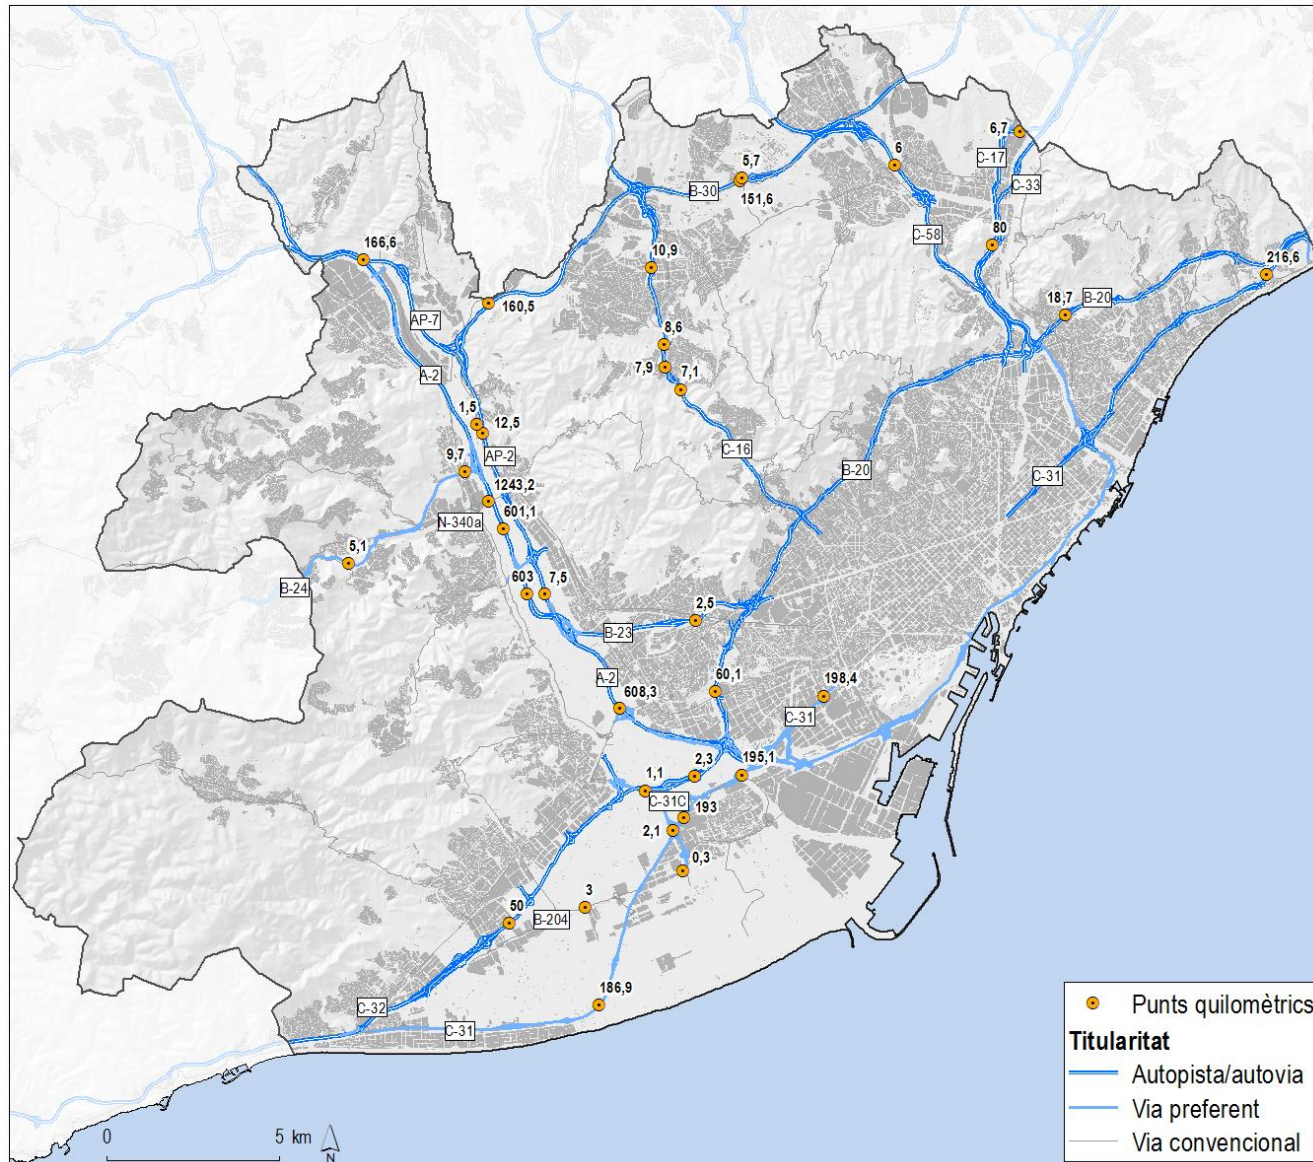 6,7
6
C-17
5,7
C-33
B-30
151,6
C-58
80
166,6
10,9
216,6
18,7
B-20
160,5
AP-7
8,6
7,9
7,1
A-2
1,5
12,5
C-16
AP-2
9,7
B-20
C-31
1243,2
N-340a
601,1
5,1
B-24
603
7,5
2,5
B-23
A-2
60,1
198,4
608,3
C-31
2,3
195,1
1,1
C-31C
193
2,1
0,3
3
50
B-204
186,9
C-32
C-31
Punts quilomètrics
Titularitat
Autopista/autovia
Via preferent
Via convencional
0 5 km
N